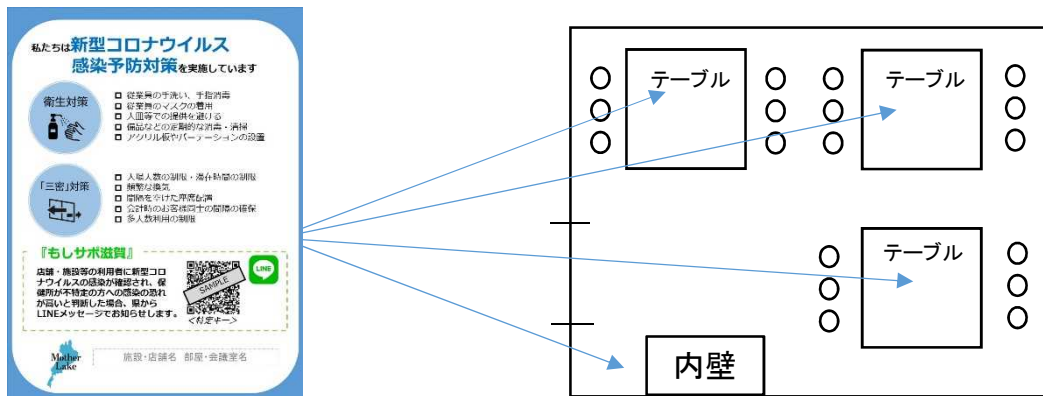 私たちは新型コロナウイルス
感染予防対策を実施しています
衛生対策
□ 従業員の手洗い、手指消毒
□ 従業員のマスクの着用
□ 大皿等での提供を避ける
□ 備品などの定期的な消毒・清掃
□ アクリル板やパーテーションの設置
「三密」対策
□ 入場人数の制限・滞在時間の制限
□ 頻繁な換気
□ 間隔を空けた座席配置
□ 会計時のお客様同士の間隔の確保
□ 多人数利用の制限
『もしサポ滋賀』
店舗・施設等の利用者に新型コロ
ナウイルスの感染が確認され、保
健所が不特定の方への感染の恐れ
が高いと判断した場合、県から
LINEメッセージでお知らせします。
SAMPLE
LINE
Mother
Lake
施設・店舗名 部屋・会議室名
テーブル
テーブル
テーブル
内壁